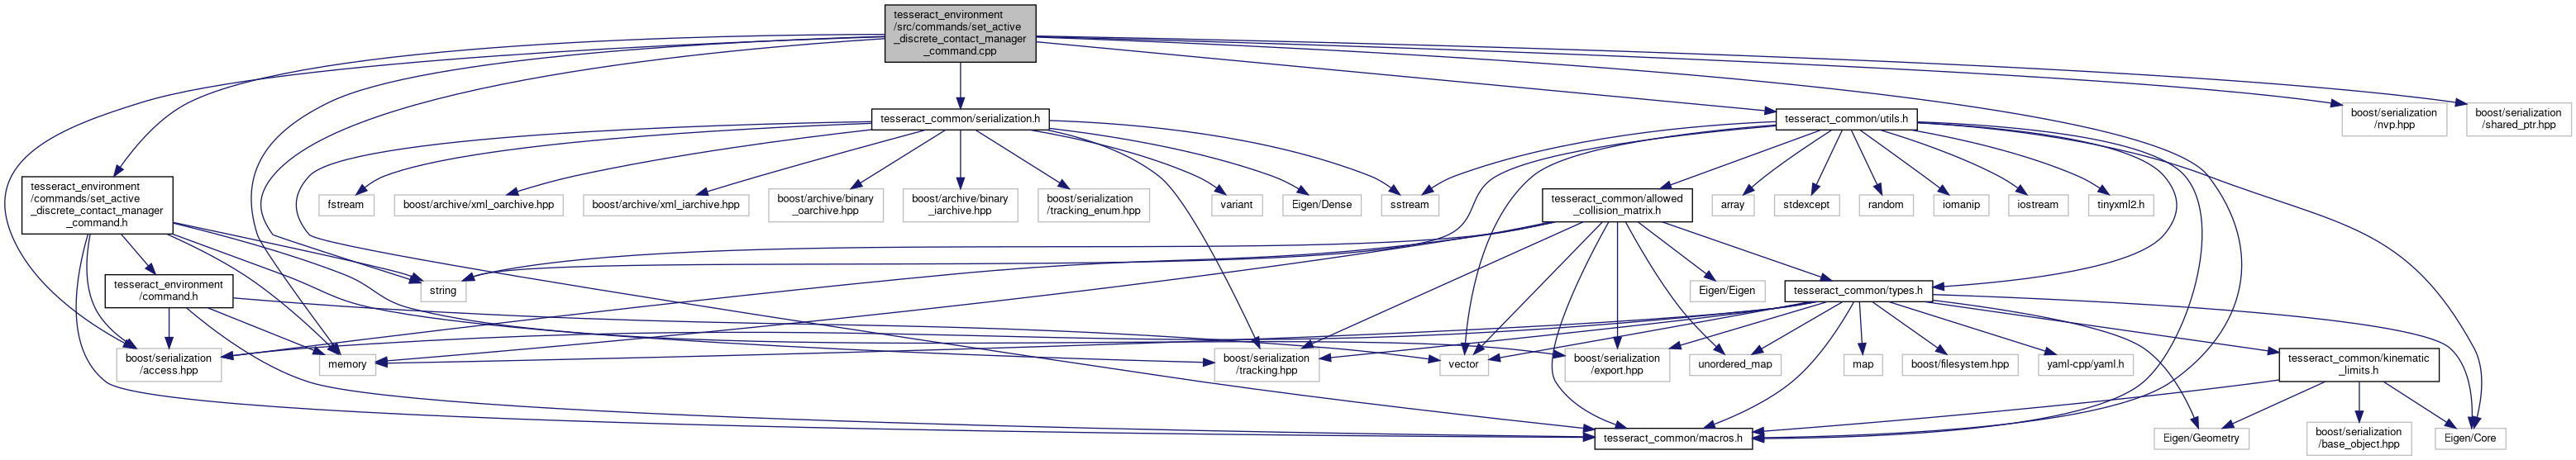 tesseract_environment
/src/commands/set_active
_discrete_contact_manager
_command.cpp
tesseract_common/serialization.h
tesseract_common/utils.h
boost/serialization
/nvp.hpp
boost/serialization
/shared_ptr.hpp
tesseract_environment
/commands/set_active
_discrete_contact_manager
_command.h
fstream
boost/archive/xml_oarchive.hpp
boost/archive/xml_iarchive.hpp
boost/archive/binary
_oarchive.hpp
boost/archive/binary
_iarchive.hpp
boost/serialization
/tracking_enum.hpp
variant
Eigen/Dense
sstream
tesseract_common/allowed
_collision_matrix.h
array
stdexcept
random
iomanip
iostream
tinyxml2.h
tesseract_environment
/command.h
string
Eigen/Eigen
tesseract_common/types.h
boost/serialization
/access.hpp
memory
boost/serialization
/tracking.hpp
vector
boost/serialization
/export.hpp
unordered_map
map
boost/filesystem.hpp
yaml-cpp/yaml.h
tesseract_common/kinematic
_limits.h
tesseract_common/macros.h
Eigen/Geometry
boost/serialization
/base_object.hpp
Eigen/Core